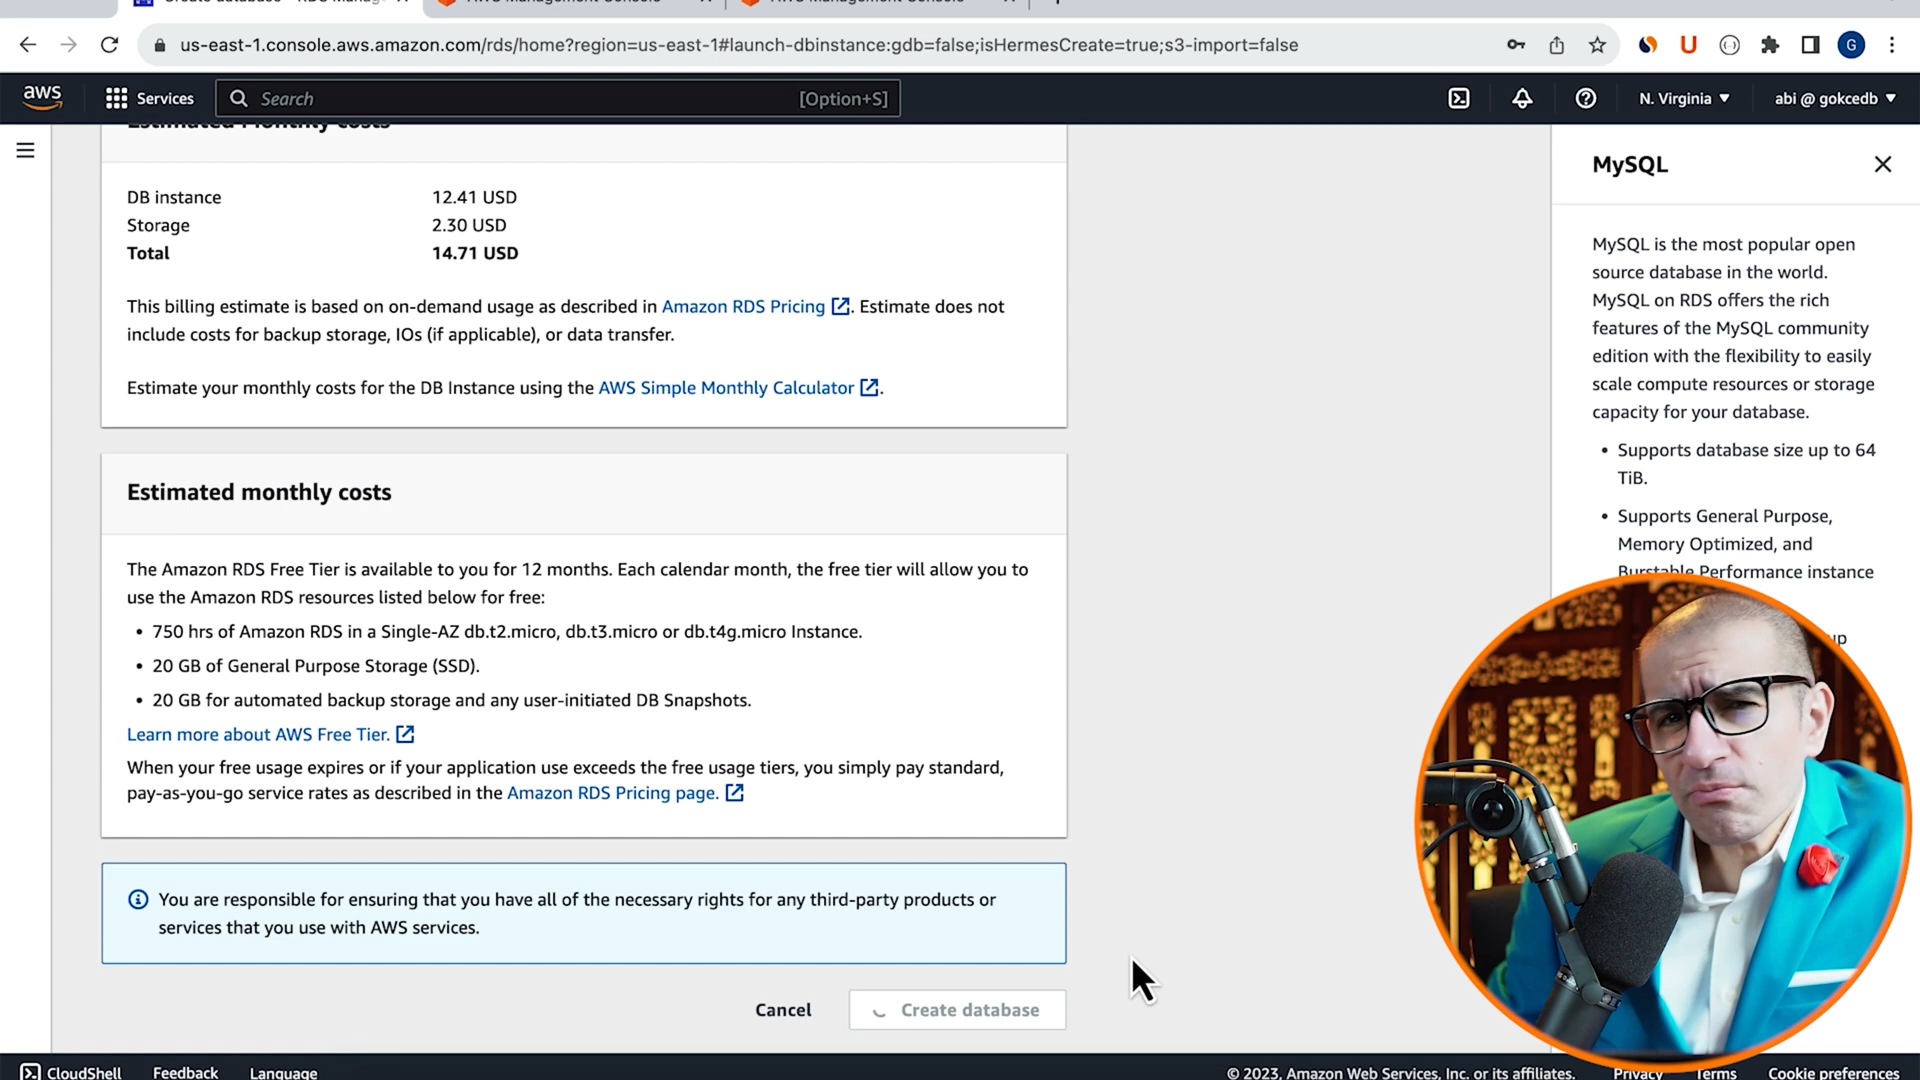 us-east-1.console.aws.amazon.com/rds/home?region=us-east-1#launch-dbinstance:gdb=false;isHermesCreate=true;s3-import=false
G
aws
Services
Search
[Option+S]
N. Virginia
abi @ gokcedb
Estimated Monthly costs
DB instance 12.41 USD
Storage 2.30 USD
Total 14.71 USD
This billing estimate is based on on-demand usage as described in Amazon RDS Pricing. Estimate does not
include costs for backup storage, IOs (if applicable), or data transfer.
Estimate your monthly costs for the DB Instance using the AWS Simple Monthly Calculator.
Estimated monthly costs
The Amazon RDS Free Tier is available to you for 12 months. Each calendar month, the free tier will allow you to
use the Amazon RDS resources listed below for free:
• 750 hrs of Amazon RDS in a Single-AZ db.t2.micro, db.t3.micro or db.t4g.micro Instance.
• 20 GB of General Purpose Storage (SSD).
• 20 GB for automated backup storage and any user-initiated DB Snapshots.
Learn more about AWS Free Tier.
When your free usage expires or if your application use exceeds the free usage tiers, you simply pay standard,
pay-as-you-go service rates as described in the Amazon RDS Pricing page.
You are responsible for ensuring that you have all of the necessary rights for any third-party products or
services that you use with AWS services.
Cancel
Create database
MySQL
MySQL is the most popular open
source database in the world.
MySQL on RDS offers the rich
features of the MySQL community
edition with the flexibility to easily
scale compute resources or storage
capacity for your database.
• Supports database size up to 64
TiB.
• Supports General Purpose,
Memory Optimized, and
Burstable Performance instance
up
CloudShell
Feedback
Language
© 2023, Amazon Web Services, Inc. or its affiliates.
Privacy
Terms
Cookie preferences